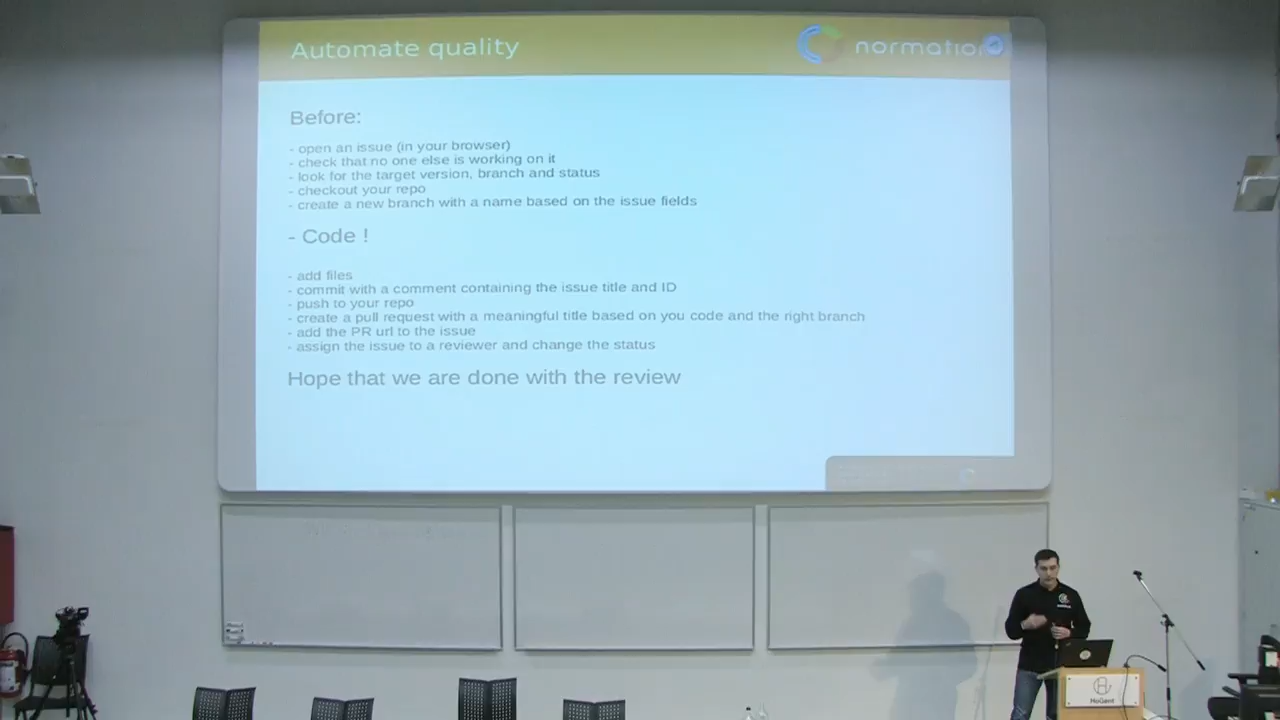 Automate quality
normation
Before:
- open an issue (in your browser)
- check that no one else is working on it
- look for the target version, branch and status
- checkout your repo
- create a new branch with a name based on the issue fields
- Code !
- add files
- commit with a comment containing the issue title and ID
- push to your repo
- create a pull request with a meaningful title based on you code and the right branch
- add the PR url to the issue
- assign the issue to a reviewer and change the status
Hope that we are done with the review
HoGent